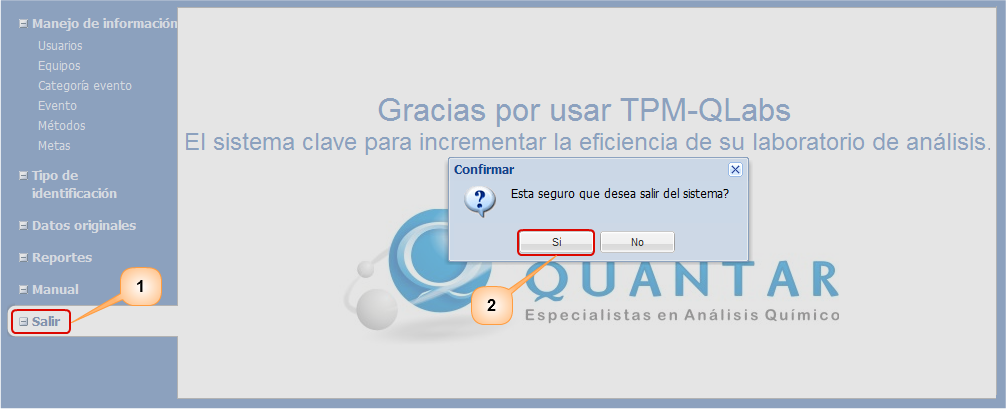 Manejo de información
Usuarios
Equipos
Categoría evento
Evento
Métodos
Metas
Tipo de
identificación
Datos originales
Reportes
Manual
Salir
1
Gracias por usar TPM-QLabs
El sistema clave para incrementar la eficiencia de su laboratorio de análisis.
Confirmar
Esta seguro que desea salir del sistema?
Si
No
2
QUANTAR
Especialistas en Análisis Químico